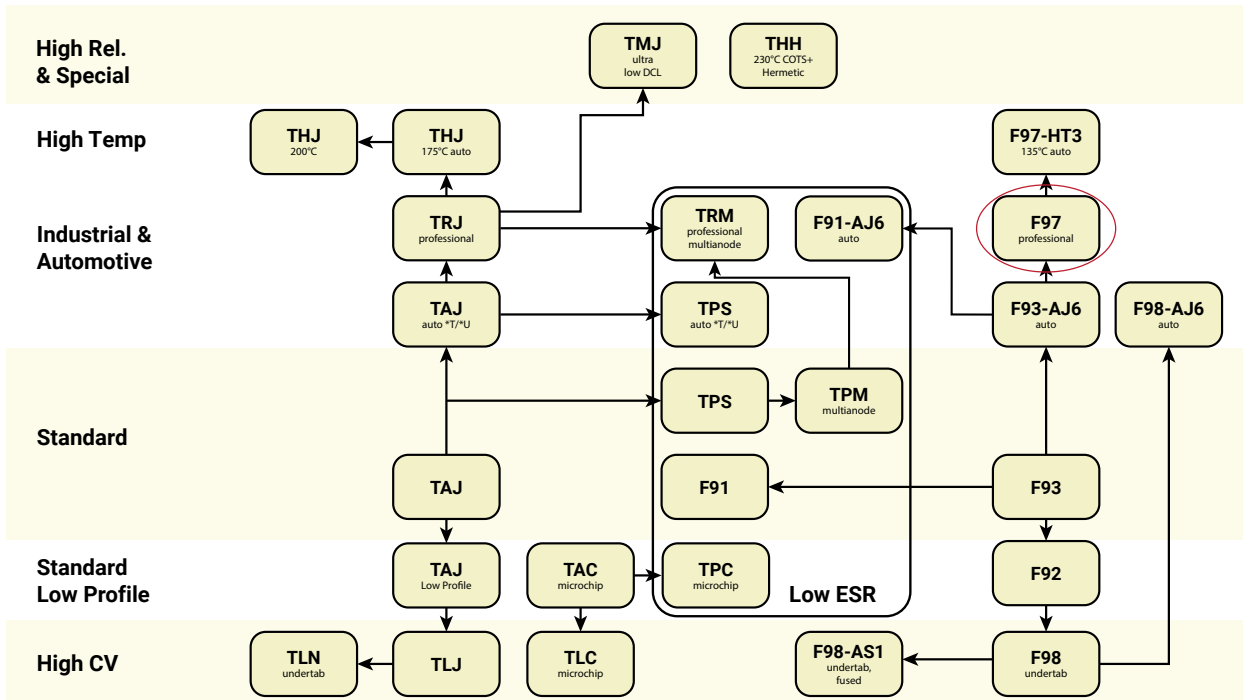 High Rel.
& Special
TMJ
ultra
low DCL
THH
230°C COTS+
Hermetic
High Temp
THJ
200°C
THJ
175°C auto
F97-HT3
135°C auto
Industrial &
Automotive
TRJ
professional
TRM
professional
multianode
F91-AJ6
auto
F97
professional
TAJ
auto *T/*U
TPS
auto *T/*U
F93-AJ6
auto
F98-AJ6
auto
Standard
TPS
TPM
multianode
TAJ
F91
F93
Standard
Low Profile
TAJ
Low Profile
TAC
microchip
TPC
microchip
Low ESR
F92
High CV
TLN
undertab
TLJ
TLC
microchip
F98-AS1
undertab,
fused
F98
undertab